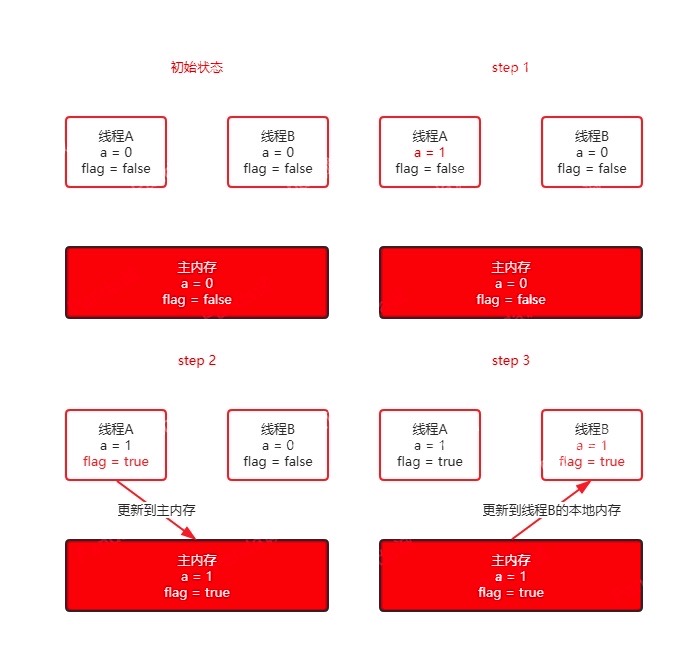 初始状态
线程A
a = 0
flag = false
线程B
a = 0
flag = false
主内存
a = 0
flag = false
step 1
线程A
a = 1
flag = false
线程B
a = 0
flag = false
主内存
a = 0
flag = false
step 2
线程A
a = 1
flag = true
线程B
a = 0
flag = false
更新到主内存
主内存
a = 1
flag = true
step 3
线程A
a = 1
flag = true
线程B
a = 1
flag = true
更新到线程B的本地内存
主内存
a = 1
flag = true